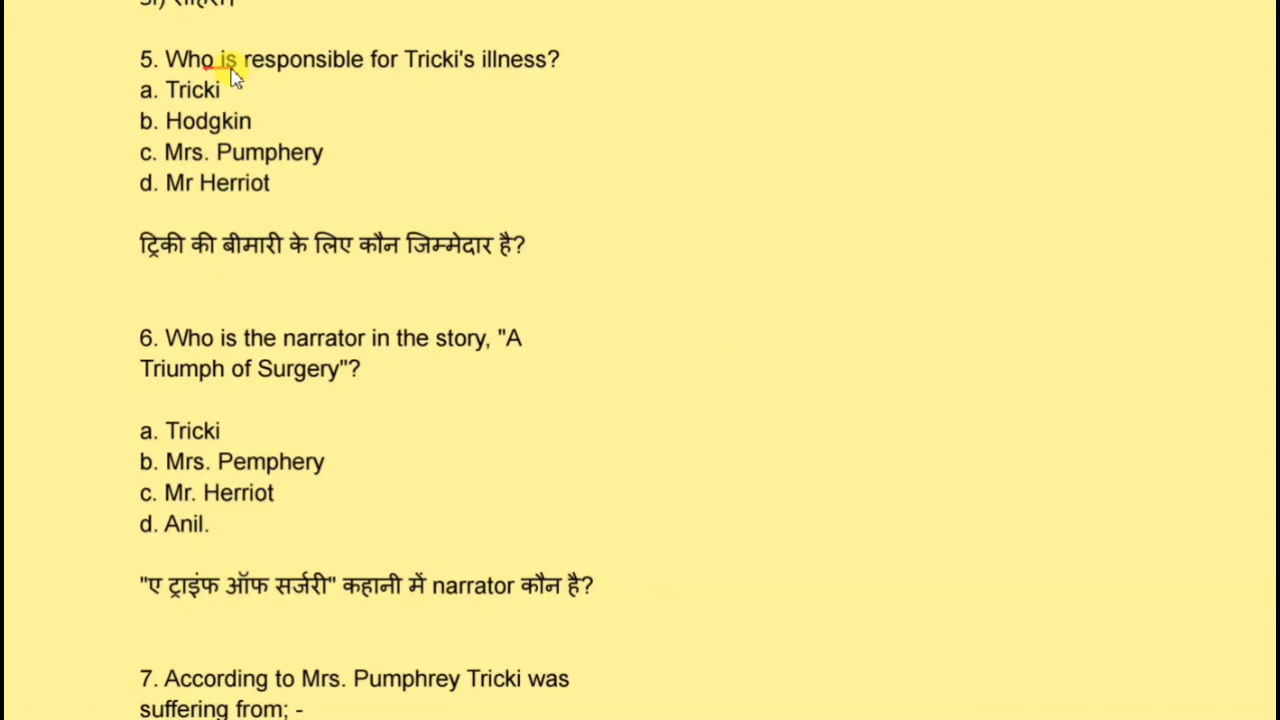 5. Who is responsible for Tricki's illness?
a. Tricki
b. Hodgkin
c. Mrs. Pumphery
d. Mr Herriot
ट्रिकी की बीमारी के लिए कौन जिम्मेदार है?
6. Who is the narrator in the story, "A
Triumph of Surgery"?
a. Tricki
b. Mrs. Pemphery
c. Mr. Herriot
d. Anil.
"ए ट्राइंफ ऑफ सर्जरी" कहानी में narrator कौन है?
7. According to Mrs. Pumphrey Tricki was
suffering from; -